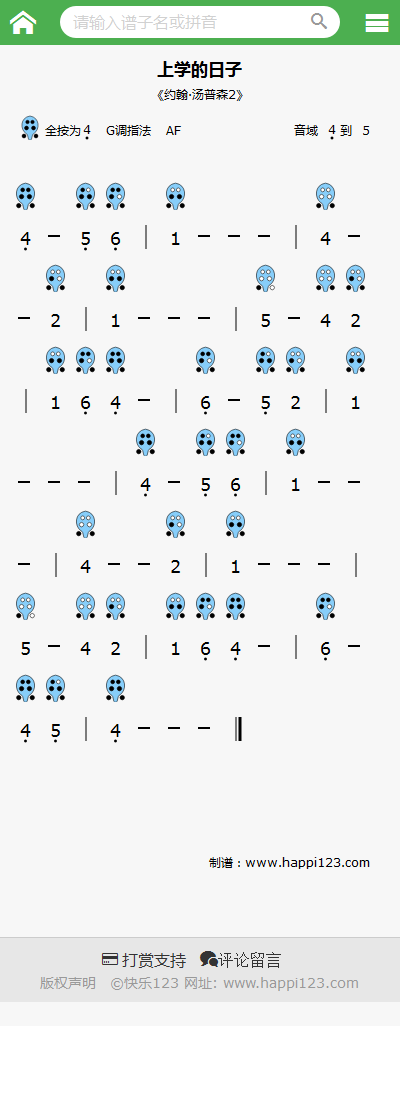 请输入谱子名或拼音
上学的日子
《约翰·汤普森2》
全按为 4̣ G调指法 AF 音域 4̣ 到 5
4̣ － 5̣ 6̣ | 1 － － － | 4 －
－ 2 | 1 － － － | 5 － 4 2
| 1 6̣ 4̣ － | 6̣ － 5̣ 2 | 1
－ － － | 4̣ － 5̣ 6̣ | 1 － －
－ | 4 － － 2 | 1 － － － |
5 － 4 2 | 1 6̣ 4̣ － | 6̣ －
4̣ 5̣ | 4̣ － － － ‖
制谱：www.happi123.com
打赏支持 评论留言
版权声明 ©快乐123 网址: www.happi123.com